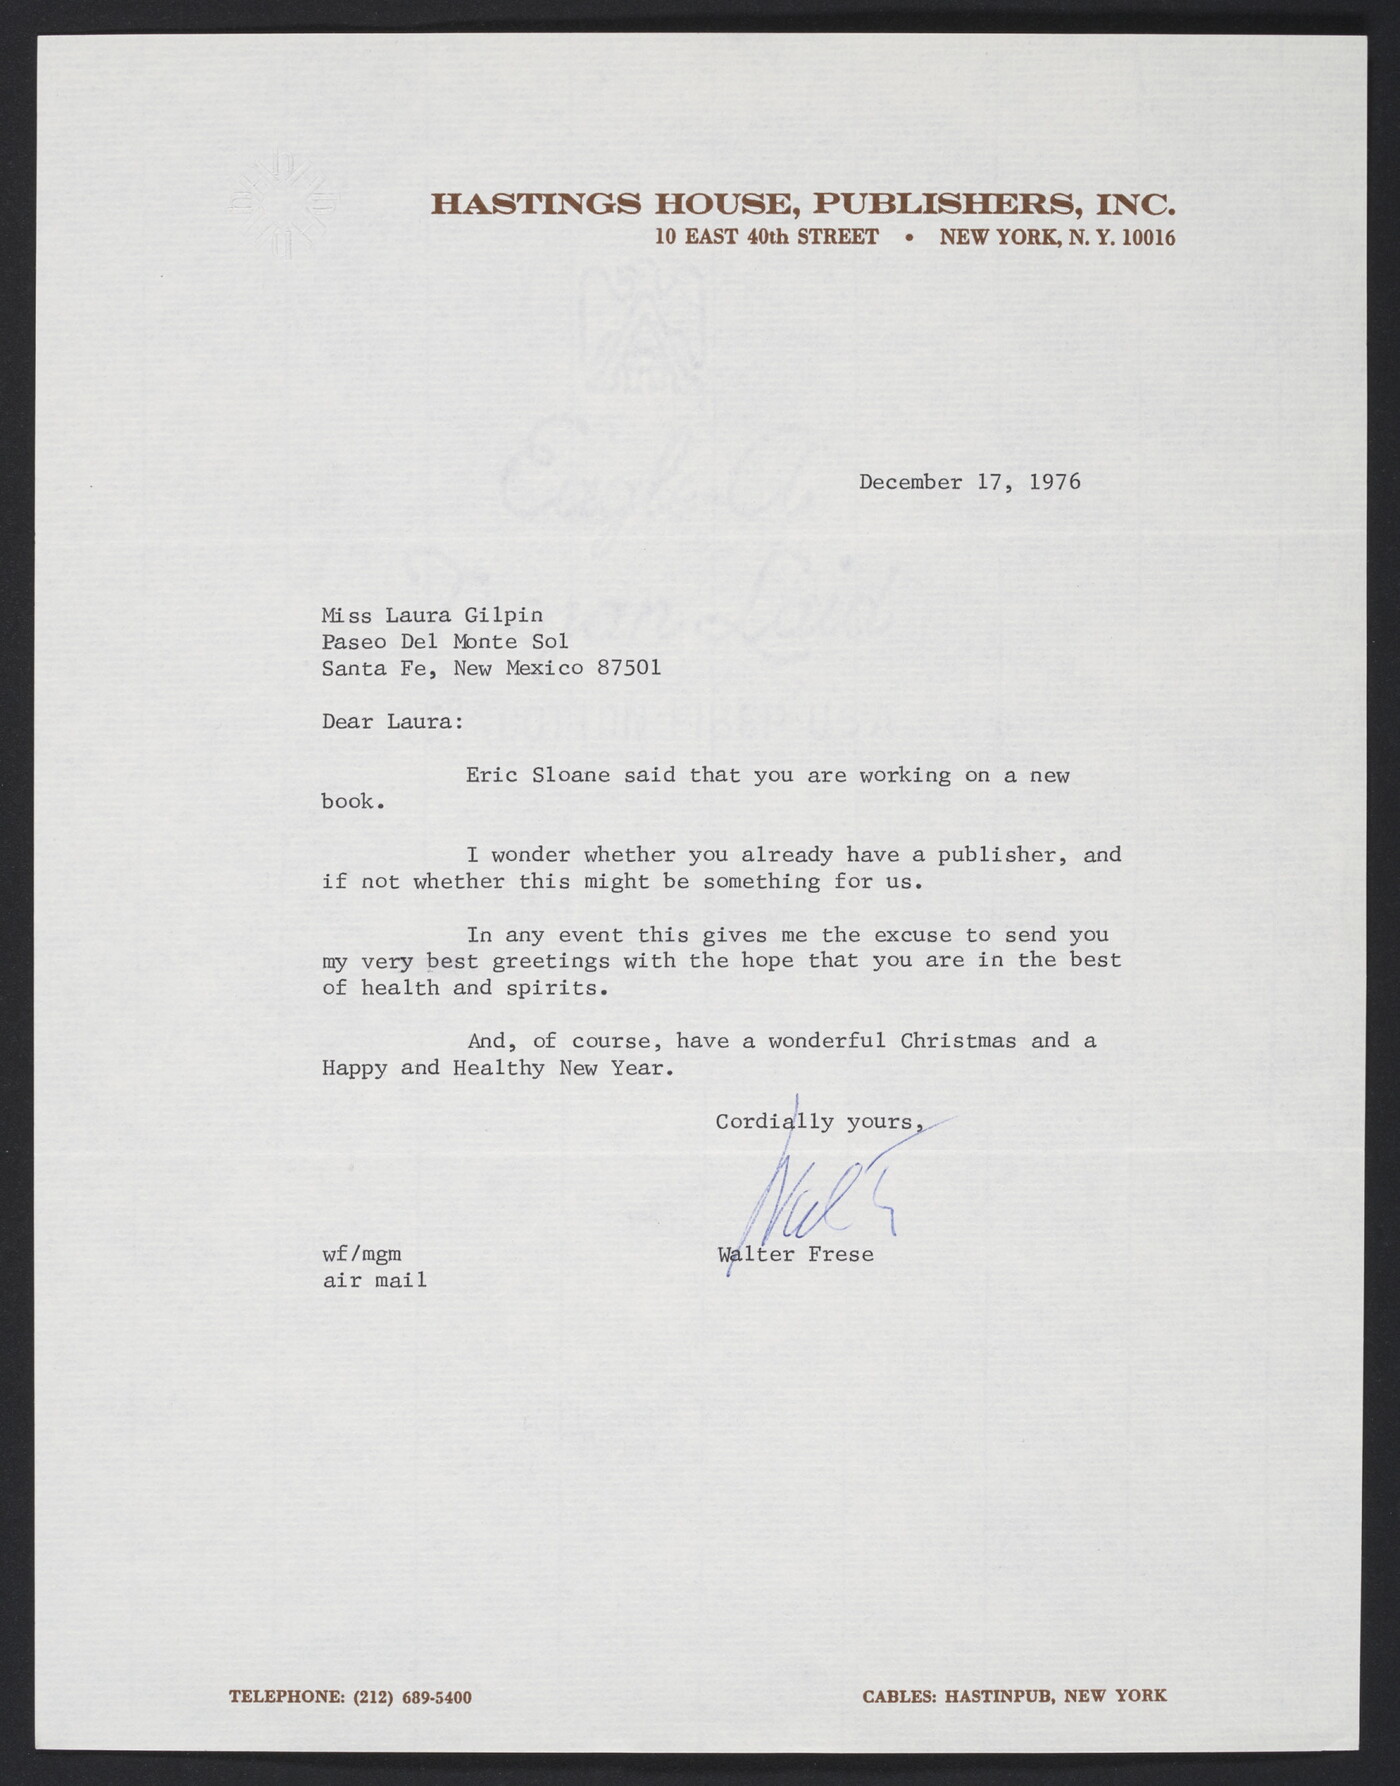 HASTINGS HOUSE, PUBLISHERS, INC.
10 EAST 40th STREET • NEW YORK, N. Y. 10016
Eagle-A
December 17, 1976
Miss Laura Gilpin
Paseo Del Monte Sol
Santa Fe, New Mexico 87501
Dear Laura:
Eric Sloane said that you are working on a new
book.
I wonder whether you already have a publisher, and
if not whether this might be something for us.
In any event this gives me the excuse to send you
my very best greetings with the hope that you are in the best
of health and spirits.
And, of course, have a wonderful Christmas and a
Happy and Healthy New Year.
Cordially yours,
Walt
wf/mgm
Walter Frese
air mail
TELEPHONE: (212) 689-5400
CABLES: HASTINPUB, NEW YORK